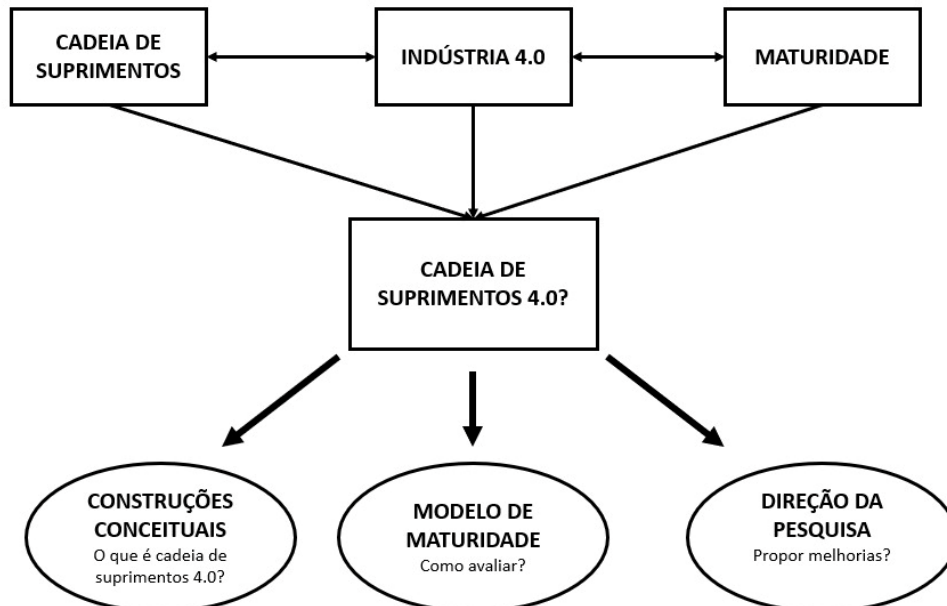 CADEIA DE
SUPRIMENTOS
INDÚSTRIA 4.0
MATURIDADE
CADEIA DE
SUPRIMENTOS 4.0?
CONSTRUÇÕES
CONCEITUAIS
O que é cadeia de
suprimentos 4.0?
MODELO DE
MATURIDADE
Como avaliar?
DIREÇÃO DA
PESQUISA
Propor melhorias?